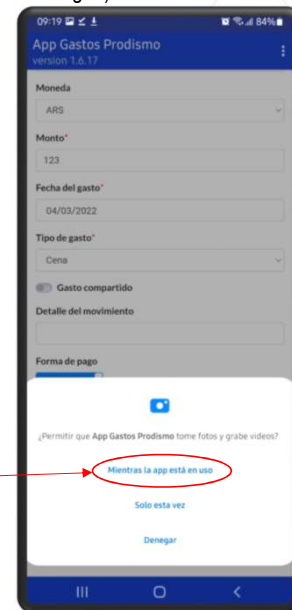 09:19
84%
App Gastos Prodismo
version 1.6.17
Moneda
ARS
Monto*
123
Fecha del gasto*
04/03/2022
Tipo de gasto*
Cena
Gasto compartido
Detalle del movimiento
Forma de pago
¿Permitir que App Gastos Prodismo tome fotos y grabe videos?
Mientras la app está en uso
Solo esta vez
Denegar